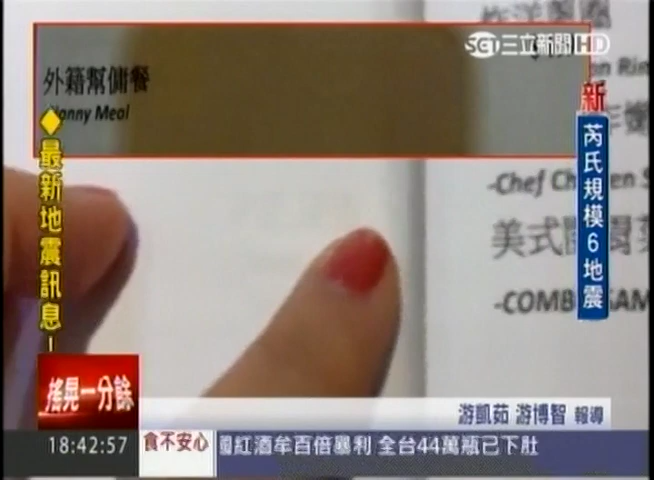 SET三立新聞HD
外籍幫傭餐
Nanny Meal
新
芮氏規模6地震
◆最新地震訊息!
-Chef
美式
-COMB
搖晃一分餘
游凱茹 游博智 報導
18:42:57
食不安心
紅酒牟百倍暴利 全台44萬瓶已下肚